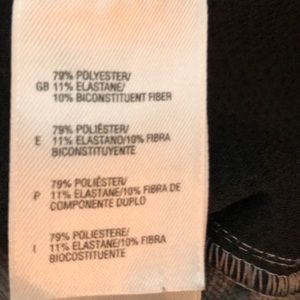 79% POLYESTER/
GB 11% ELASTANE/
10% BICONSTITUENT FIBER
79% POLIÉSTER/
E 11% ELASTANO/10% FIBRA
BICONSTITUYENTE
79% POLIÉSTER/
P 11% ELASTANE/10% FIBRA DE
COMPONENTE DUPLO
79% POLIESTERE/
I 11% ELASTANE/10% FIBRA
BIOCOSTITUENTE